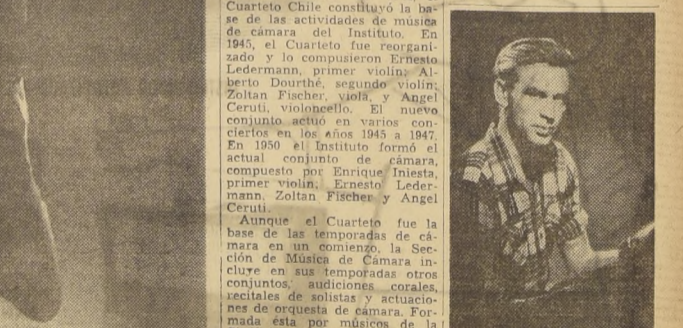 Cuarteto Chile constituyó la ba-
se de las actividades de música
de cámara del Instituto. En
1945, el Cuarteto fue reorgani-
zado y lo compusieron Ernesto
Ledermann, primer violín; Al-
berto Dourthé, segundo violín;
Zoltan Fischer, viola, y Angel
Ceruti, violoncello. El nuevo
conjunto actuó en varios con-
ciertos en los años 1945 a 1947.
En 1950 el Instituto formó el
actual conjunto de cámara,
compuesto por Enrique Iniesta,
primer violín; Ernesto Leder-
mann, Zoltan Fischer y Angel
Ceruti.
Aunque el Cuarteto fue la
base de las temporadas de cá-
mara en un comienzo, la Sec-
ción de Música de Cámara in-
cluye en sus temporadas otros
conjuntos, audiciones corales,
recitales de solistas y actuacio-
nes de orquesta de cámara. For-
mada ésta por músicos de la